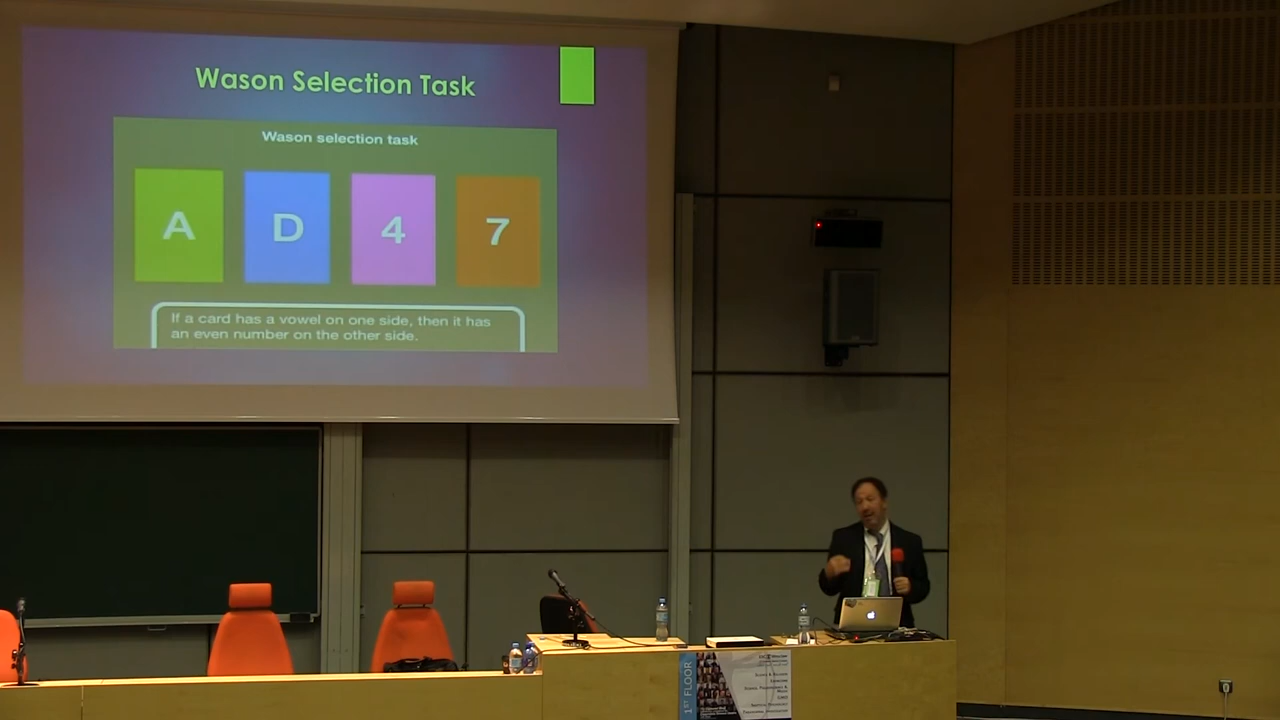 Wason Selection Task
Wason selection task
A D 4 7
If a card has a vowel on one side, then it has
an even number on the other side.
1ST FLOOR